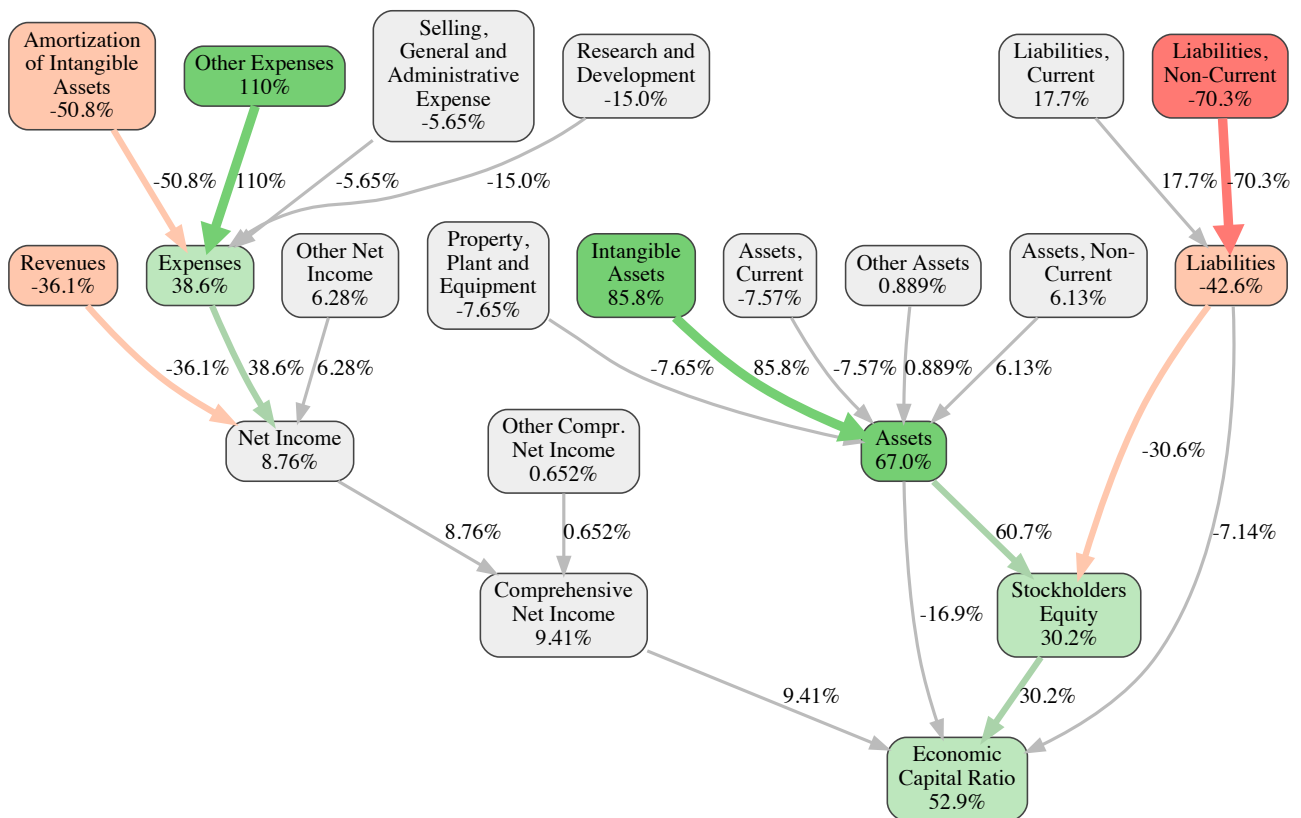 Amortization
of Intangible
Assets
-50.8%
Other Expenses
110%
Selling,
General and
Administrative
Expense
-5.65%
Research and
Development
-15.0%
Liabilities,
Current
17.7%
Liabilities,
Non-Current
-70.3%
-50.8%
110%
-5.65%
-15.0%
17.7%
-70.3%
Revenues
-36.1%
Expenses
38.6%
Other Net
Income
6.28%
Property,
Plant and
Equipment
-7.65%
Intangible
Assets
85.8%
Assets,
Current
-7.57%
Other Assets
0.889%
Assets, Non-
Current
6.13%
Liabilities
-42.6%
-36.1%
38.6%
6.28%
-7.65%
85.8%
-7.57%
0.889%
6.13%
Net Income
8.76%
Other Compr.
Net Income
0.652%
Assets
67.0%
-30.6%
8.76%
0.652%
60.7%
-7.14%
Comprehensive
Net Income
9.41%
-16.9%
Stockholders
Equity
30.2%
9.41%
30.2%
Economic
Capital Ratio
52.9%